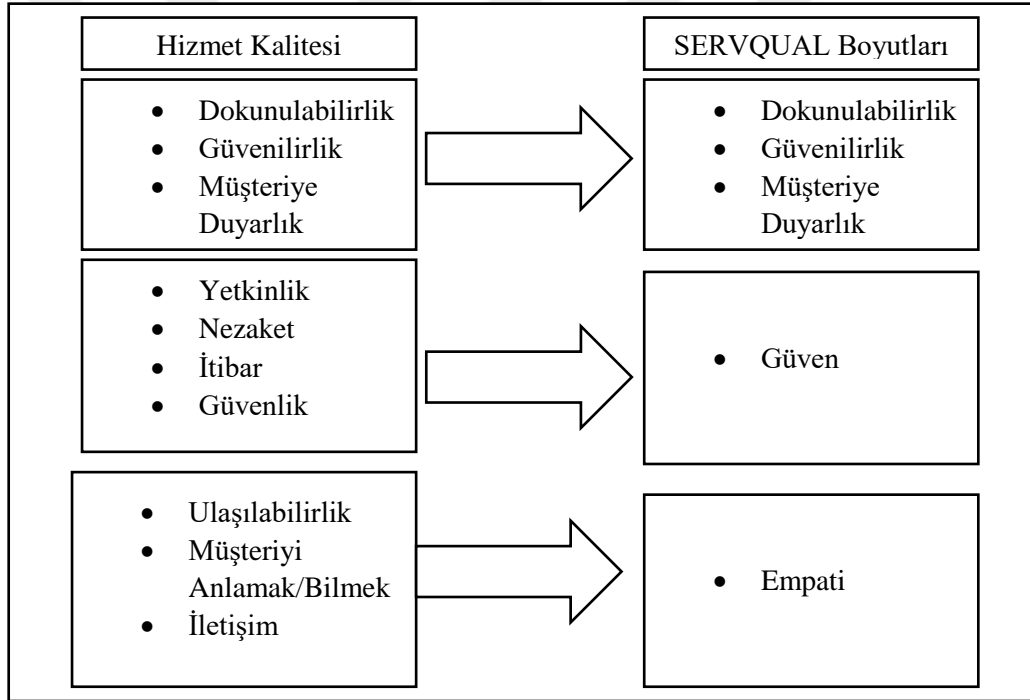 Hizmet Kalitesi
SERVQUAL Boyutları
• Dokunulabilirlik
• Güvenilirlik
• Müşteriye
Duyarlık
• Dokunulabilirlik
• Güvenilirlik
• Müşteriye
Duyarlık
• Yetkinlik
• Nezaket
• İtibar
• Güvenlik
• Güven
• Ulaşılabilirlik
• Müşteriyi
Anlamak/Bilmek
• İletişim
• Empati